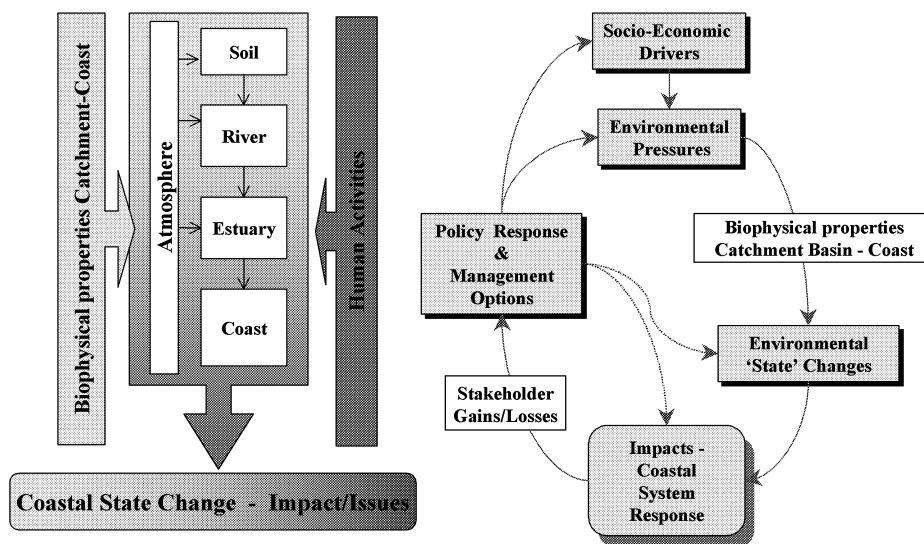 Biophysical properties Catchment-Coast
Atmosphere
Soil
River
Estuary
Coast
Human Activities
Coastal State Change - Impact/Issues
Socio-Economic
Drivers
Environmental
Pressures
Biophysical properties
Catchment Basin - Coast
Policy Response
&
Management
Options
Environmental
‘State’ Changes
Stakeholder
Gains/Losses
Impacts -
Coastal
System
Response